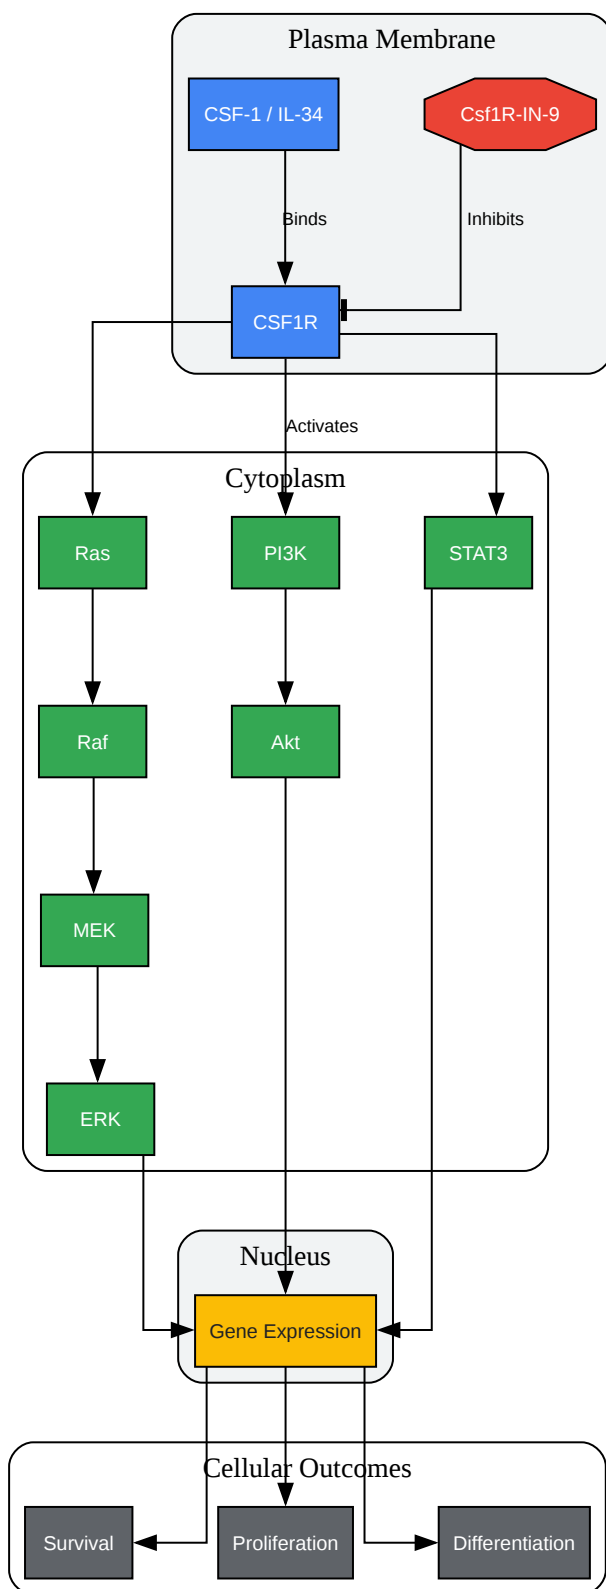 Plasma Membrane
CSF-1 / IL-34
Csf1R-IN-9
Binds
Inhibits
CSF1R
Activates
Cytoplasm
Ras
PI3K
STAT3
Raf
Akt
MEK
ERK
Nucleus
Gene Expression
Cellular Outcomes
Survival
Proliferation
Differentiation